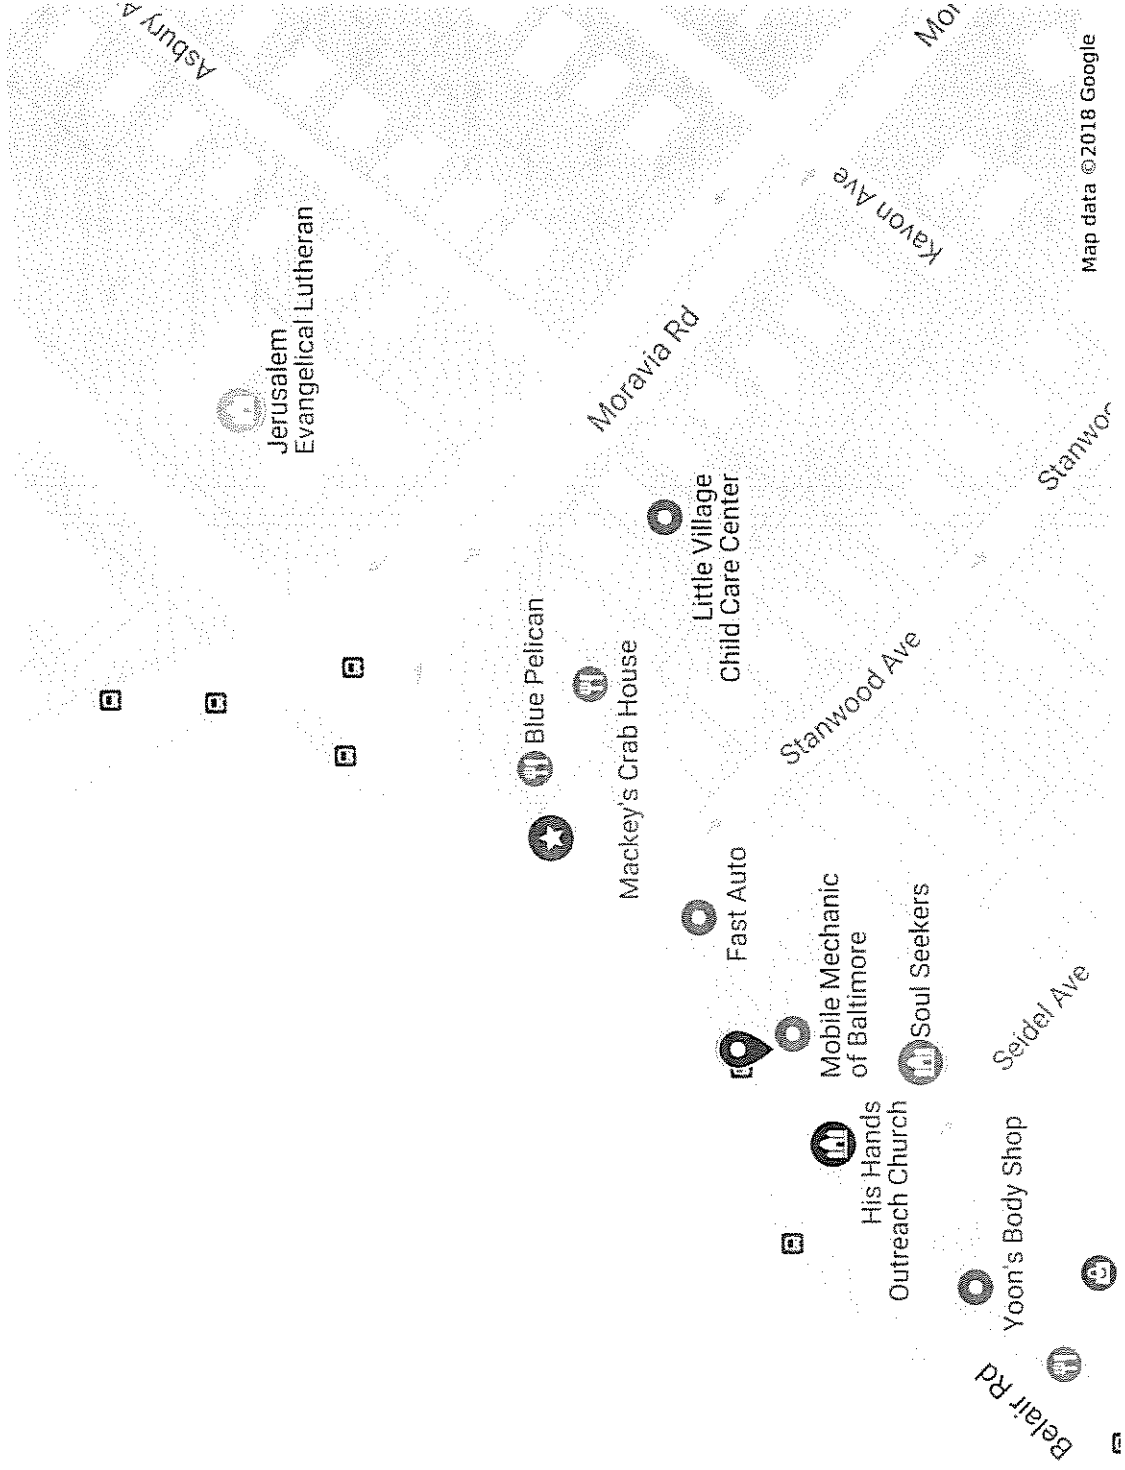 Asbury A
Jerusalem
Evangelical Lutheran
Mor
Moravia Rd
Kavon Ave
Blue Pelican
Mackey's Crab House
Little Village
Child Care Center
Stanwood Ave
Stanwoo
Fast Auto
Mobile Mechanic
of Baltimore
Soul Seekers
Seidel Ave
His Hands
Outreach Church
Yoon's Body Shop
Belair Rd
Map data ©2018 Google